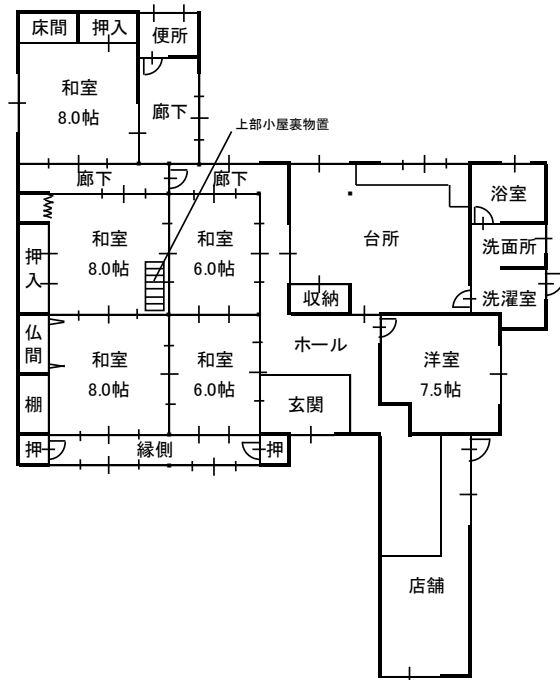 床間
押入
便所
和室
8.0帖
廊下
上部小屋裏物置
廊下
廊下
浴室
和室
8.0帖
和室
6.0帖
台所
洗面所
押入
収納
洗濯室
仏間
ホール
和室
8.0帖
和室
6.0帖
洋室
7.5帖
棚
玄関
押
縁側
押
店舗